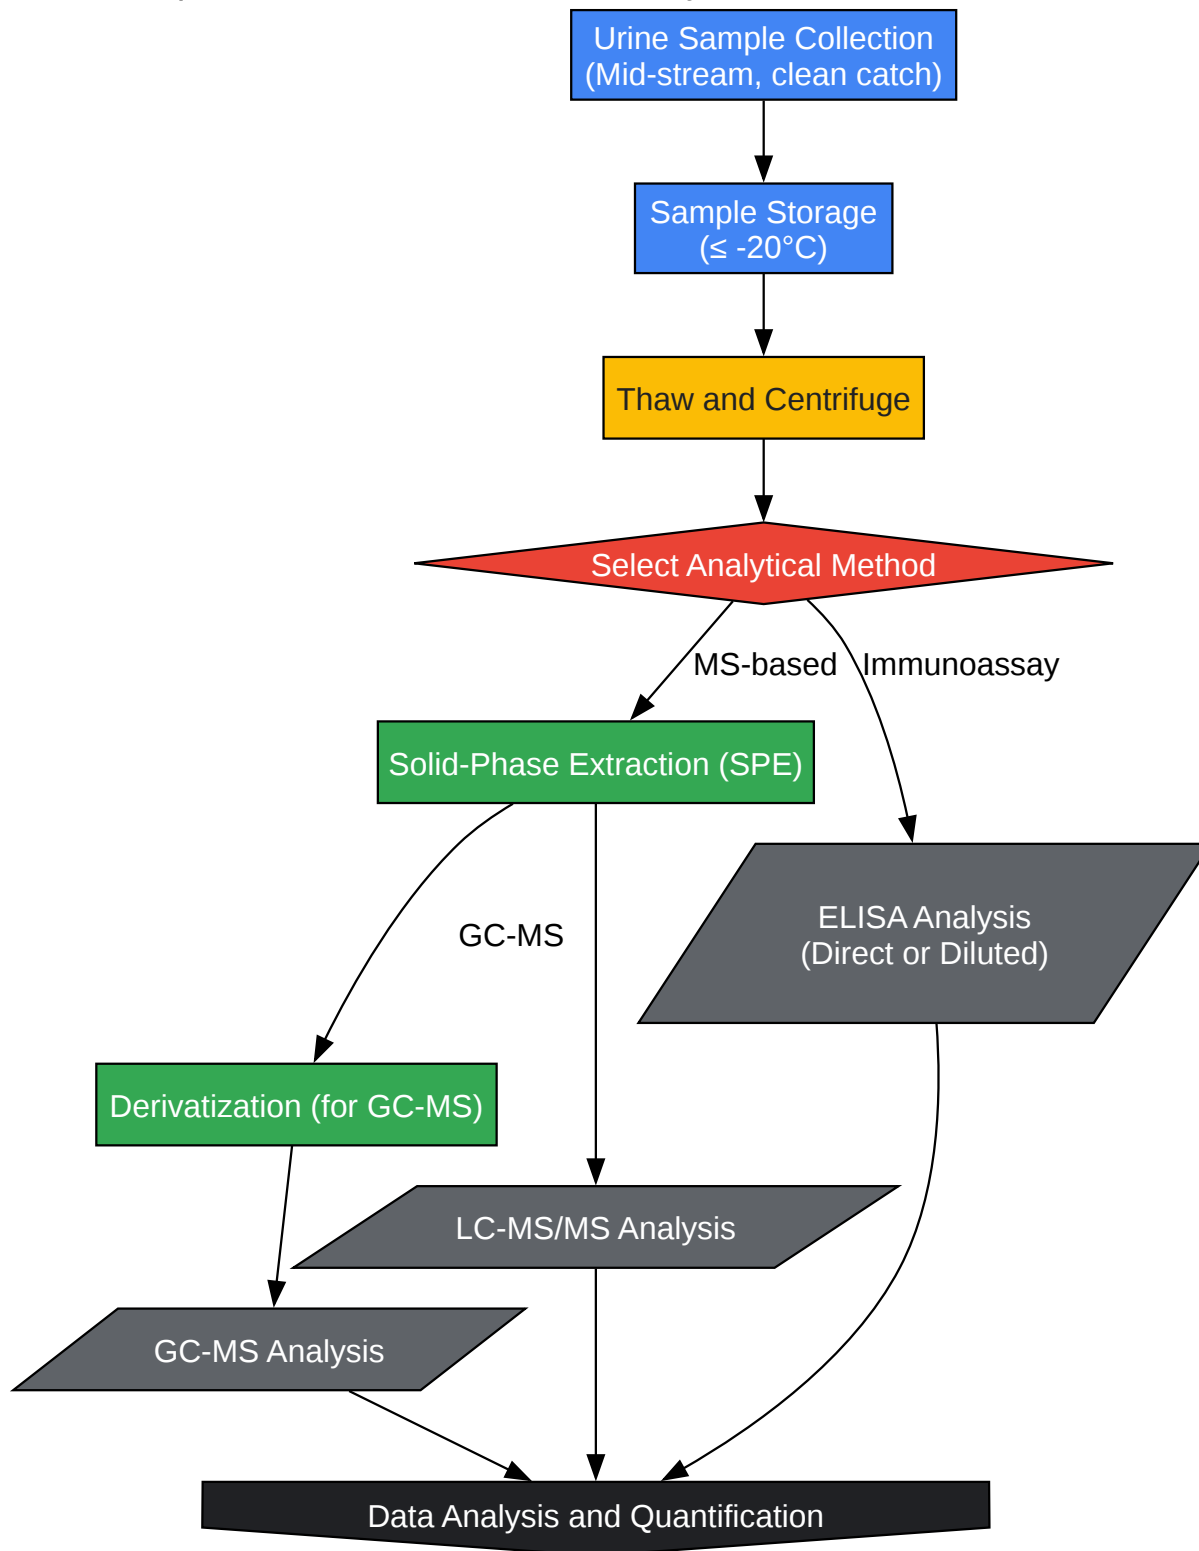 Urine Sample Collection
(Mid-stream, clean catch)
Sample Storage
(≤ -20°C)
Thaw and Centrifuge
Select Analytical Method
MS-based
Immunoassay
Solid-Phase Extraction (SPE)
ELISA Analysis
(Direct or Diluted)
GC-MS
Derivatization (for GC-MS)
LC-MS/MS Analysis
GC-MS Analysis
Data Analysis and Quantification